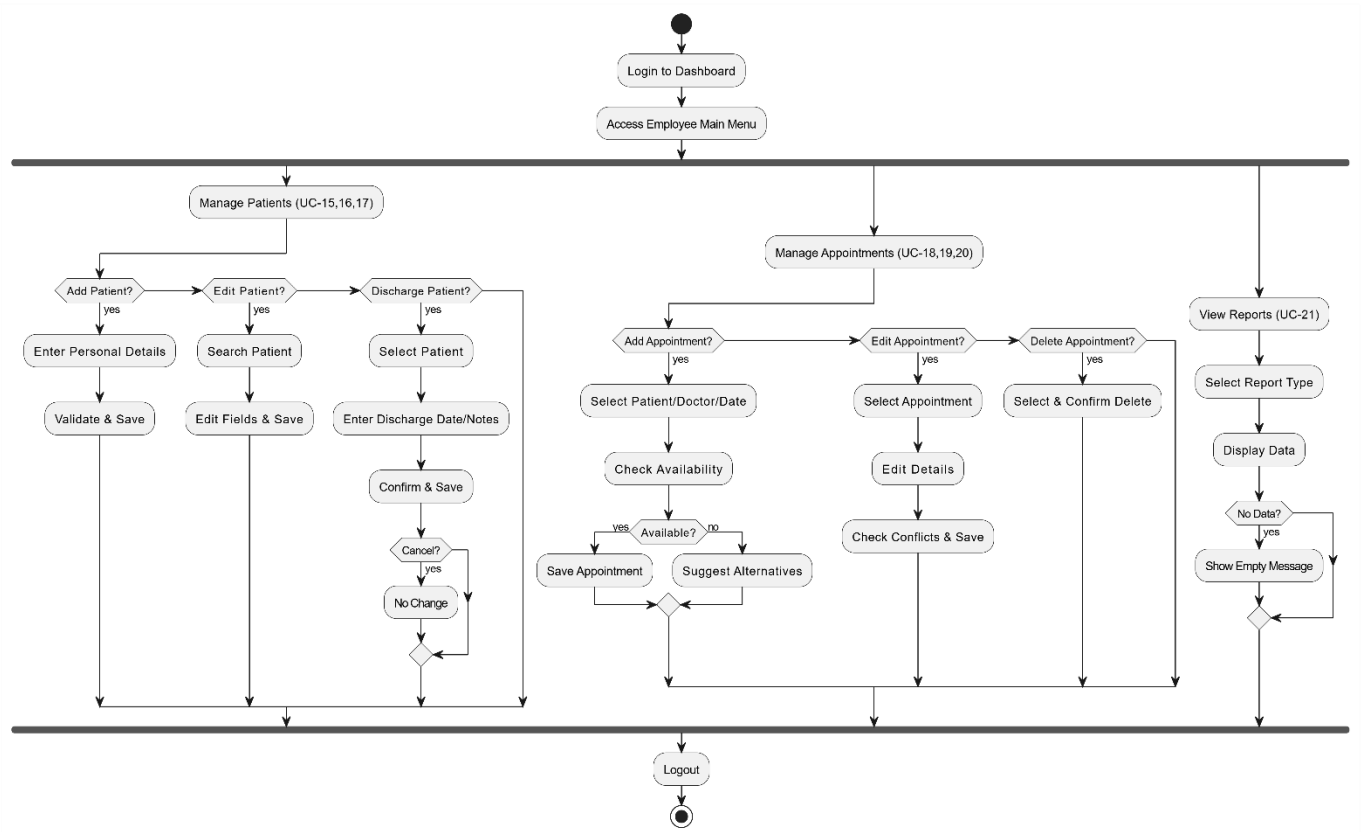 Login to Dashboard
Access Employee Main Menu
Manage Patients (UC-15,16,17)
Add Patient?
yes
Enter Personal Details
Validate & Save
Edit Patient?
yes
Search Patient
Edit Fields & Save
Discharge Patient?
yes
Select Patient
Enter Discharge Date/Notes
Confirm & Save
Cancel?
yes
No Change
Manage Appointments (UC-18,19,20)
Add Appointment?
yes
Select Patient/Doctor/Date
Check Availability
yes
Available?
no
Save Appointment
Suggest Alternatives
Edit Appointment?
yes
Select Appointment
Edit Details
Check Conflicts & Save
Delete Appointment?
yes
Select & Confirm Delete
View Reports (UC-21)
Select Report Type
Display Data
No Data?
yes
Show Empty Message
Logout